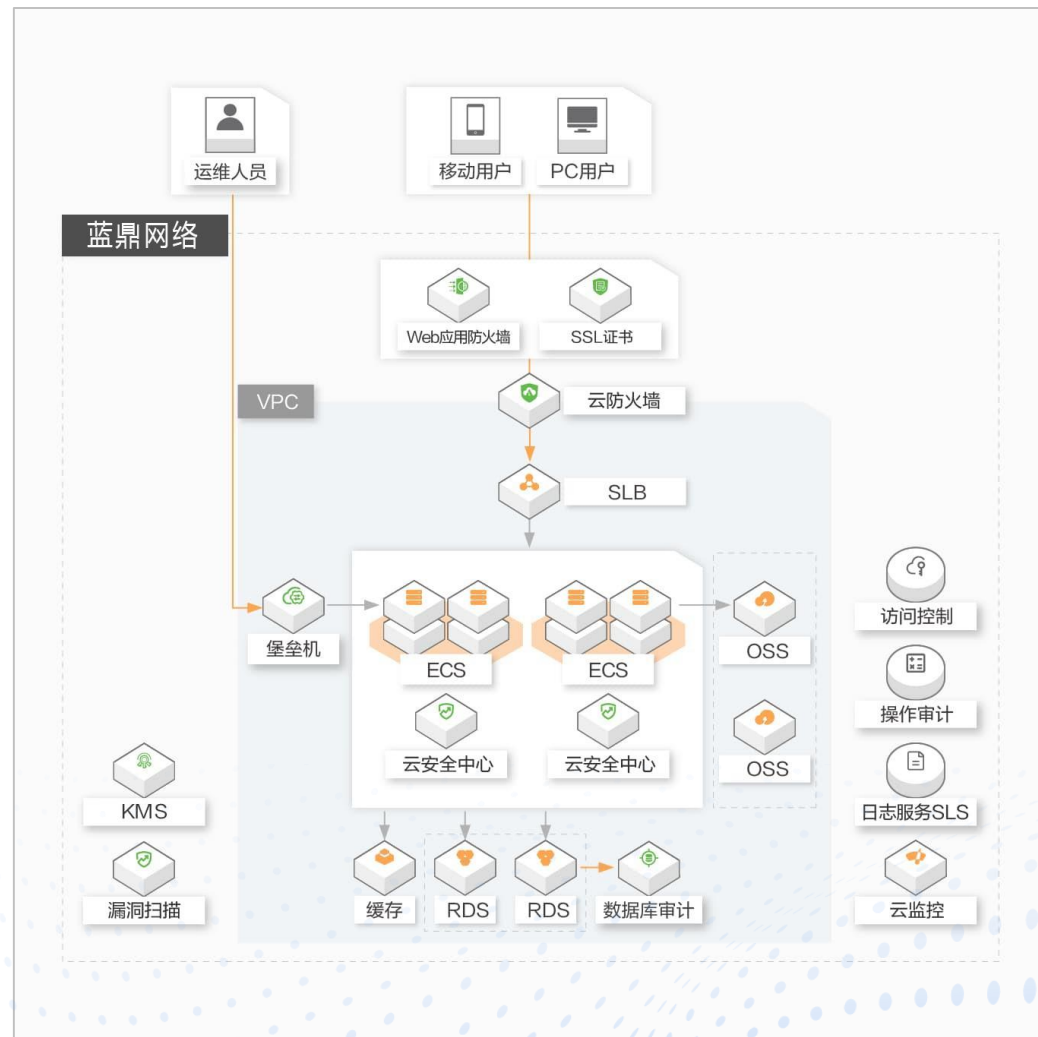 运维人员
移动用户
PC用户
蓝鼎网络
Web应用防火墙
SSL证书
VPC
云防火墙
SLB
堡垒机
ECS
ECS
OSS
访问控制
云安全中心
云安全中心
OSS
操作审计
KMS
日志服务SLS
漏洞扫描
缓存
RDS
RDS
数据库审计
云监控